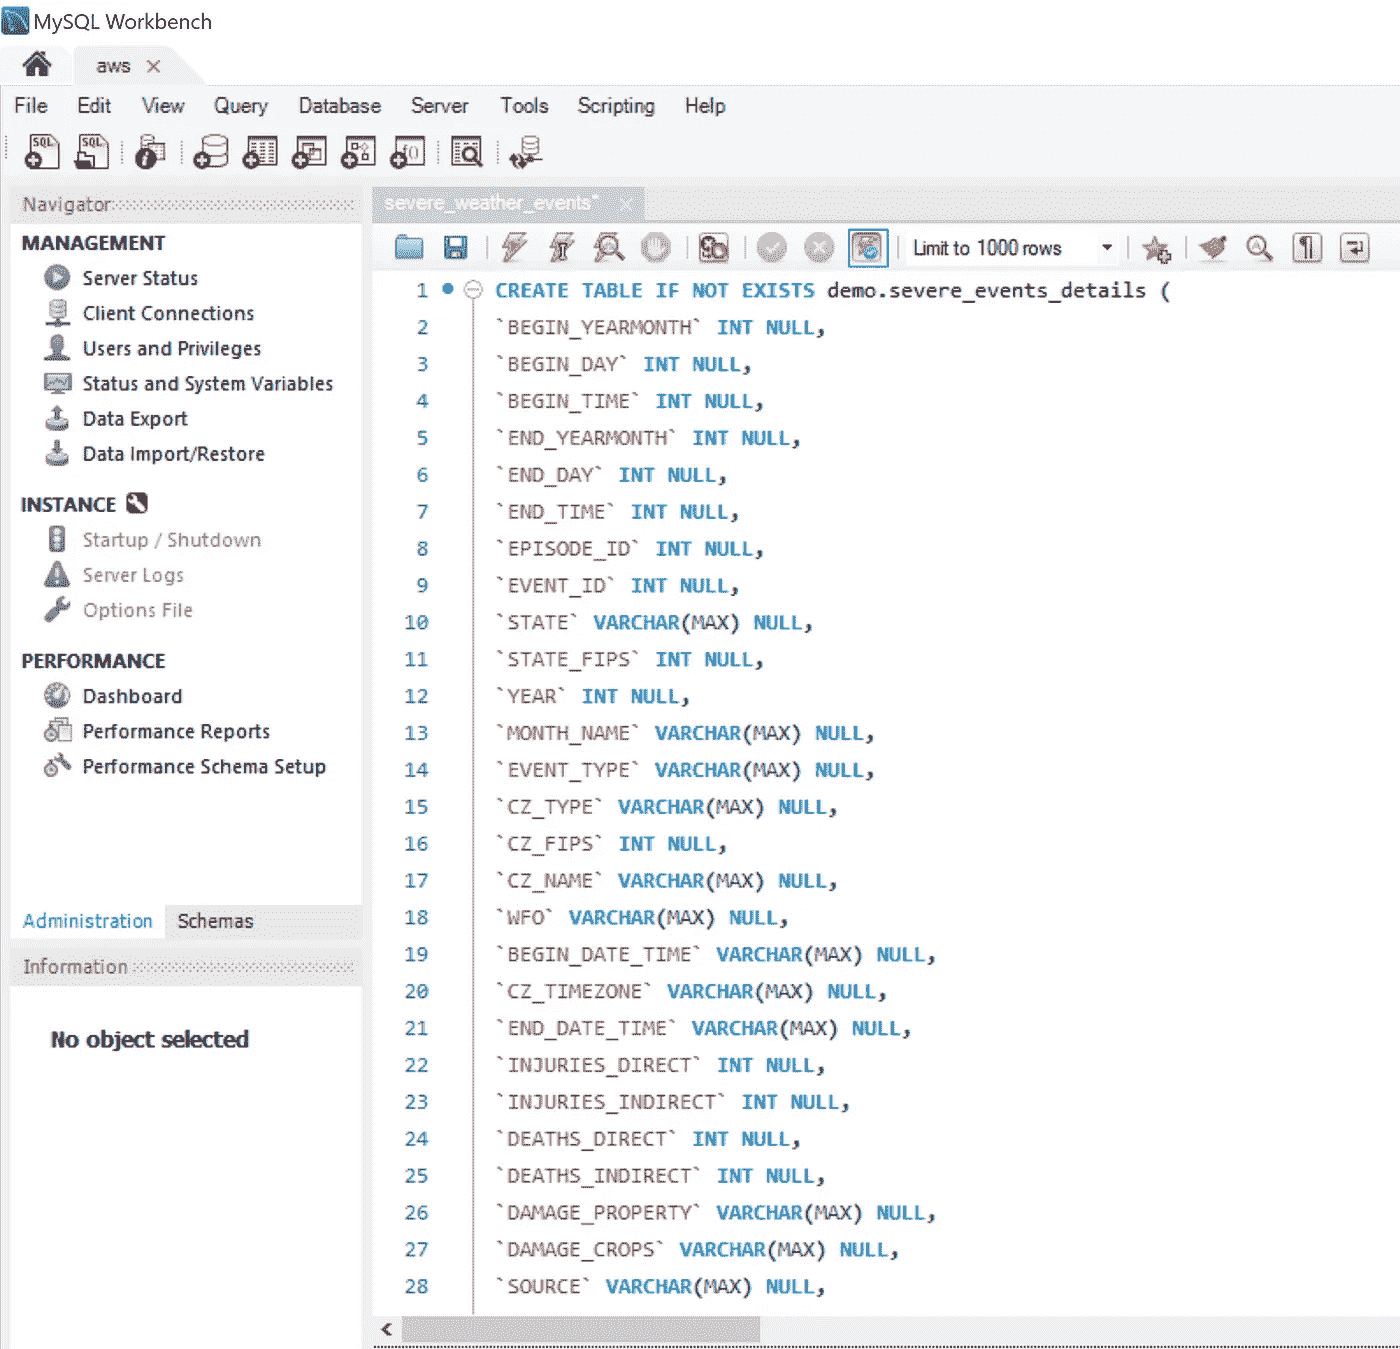 MySQL Workbench
aws
File Edit View Query Database Server Tools Scripting Help
SQL SQL
Navigator
MANAGEMENT
Server Status
Client Connections
Users and Privileges
Status and System Variables
Data Export
Data Import/Restore
INSTANCE
Startup / Shutdown
Server Logs
Options File
PERFORMANCE
Dashboard
Performance Reports
Performance Schema Setup
Administration Schemas
Information
No object selected
severe_weather_events*
Limit to 1000 rows
1 CREATE TABLE IF NOT EXISTS demo.severe_events_details (
2 `BEGIN_YEARMONTH` INT NULL,
3 `BEGIN_DAY` INT NULL,
4 `BEGIN_TIME` INT NULL,
5 `END_YEARMONTH` INT NULL,
6 `END_DAY` INT NULL,
7 `END_TIME` INT NULL,
8 `EPISODE_ID` INT NULL,
9 `EVENT_ID` INT NULL,
10 `STATE` VARCHAR(MAX) NULL,
11 `STATE_FIPS` INT NULL,
12 `YEAR` INT NULL,
13 `MONTH_NAME` VARCHAR(MAX) NULL,
14 `EVENT_TYPE` VARCHAR(MAX) NULL,
15 `CZ_TYPE` VARCHAR(MAX) NULL,
16 `CZ_FIPS` INT NULL,
17 `CZ_NAME` VARCHAR(MAX) NULL,
18 `WFO` VARCHAR(MAX) NULL,
19 `BEGIN_DATE_TIME` VARCHAR(MAX) NULL,
20 `CZ_TIMEZONE` VARCHAR(MAX) NULL,
21 `END_DATE_TIME` VARCHAR(MAX) NULL,
22 `INJURIES_DIRECT` INT NULL,
23 `INJURIES_INDIRECT` INT NULL,
24 `DEATHS_DIRECT` INT NULL,
25 `DEATHS_INDIRECT` INT NULL,
26 `DAMAGE_PROPERTY` VARCHAR(MAX) NULL,
27 `DAMAGE_CROPS` VARCHAR(MAX) NULL,
28 `SOURCE` VARCHAR(MAX) NULL,